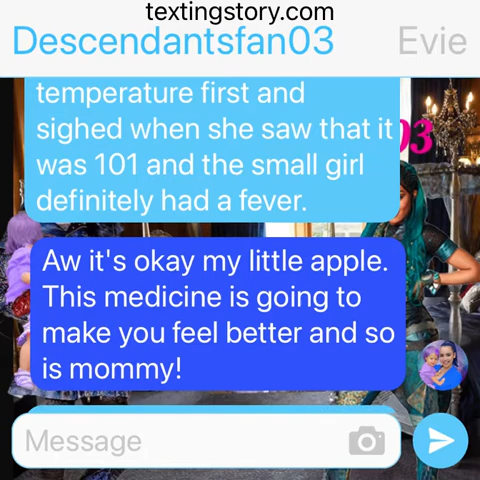 textingstory.com
Descendantsfan03 Evie
temperature first and
sighed when she saw that it
was 101 and the small girl
definitely had a fever.
03
Aw it's okay my little apple.
This medicine is going to
make you feel better and so
is mommy!
Message